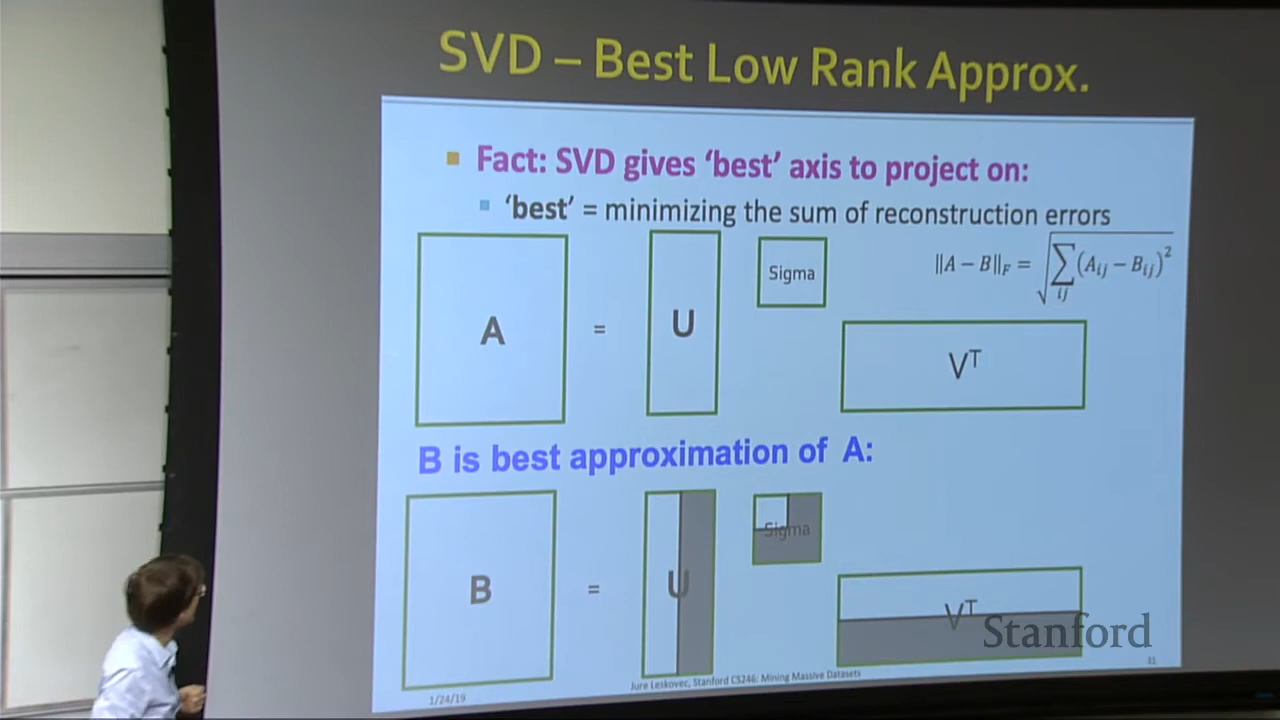 SVD – Best Low Rank Approx.
Fact: SVD gives ‘best’ axis to project on:
‘best’ = minimizing the sum of reconstruction errors
A = U Sigma Vᵀ
‖A − B‖F = √∑ij (Aij − Bij)²
B is best approximation of A:
B = U Sigma Vᵀ
Stanford
Jure Leskovec, Stanford CS246: Mining Massive Datasets
1/24/19
31